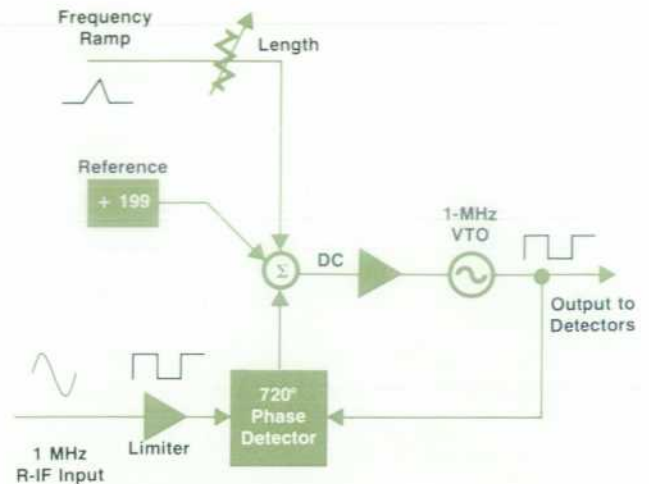 Frequency
Ramp
Length
Reference
+ 199
1-MHz
VTO
Σ
DC
Output to
Detectors
720°
Phase
Detector
Limiter
1 MHz
R-IF Input